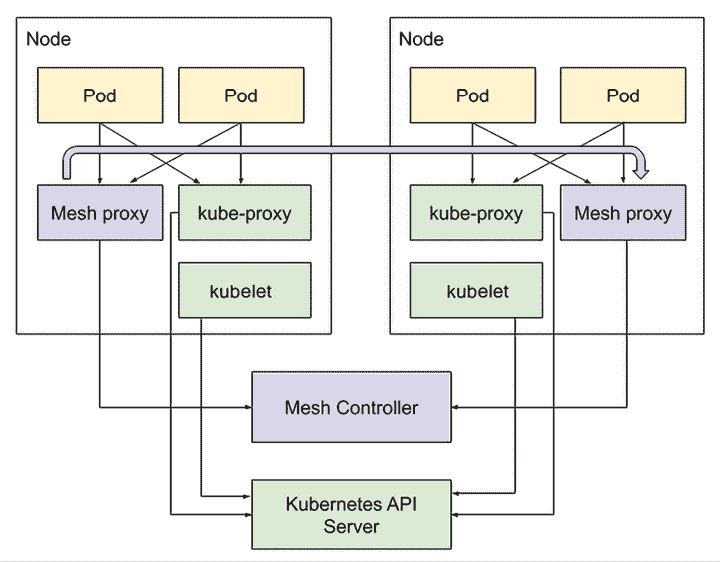 Node
Node
Pod
Pod
Pod
Pod
Mesh proxy
kube-proxy
kube-proxy
Mesh proxy
kubelet
kubelet
Mesh Controller
Kubernetes API
Server